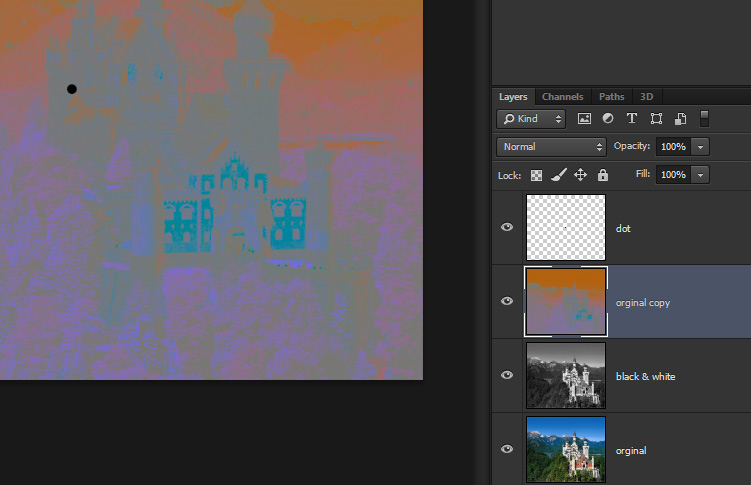 Layers Channels Paths 3D
Kind
Normal Opacity: 100%
Lock: Fill: 100%
dot
orginal copy
black & white
orginal